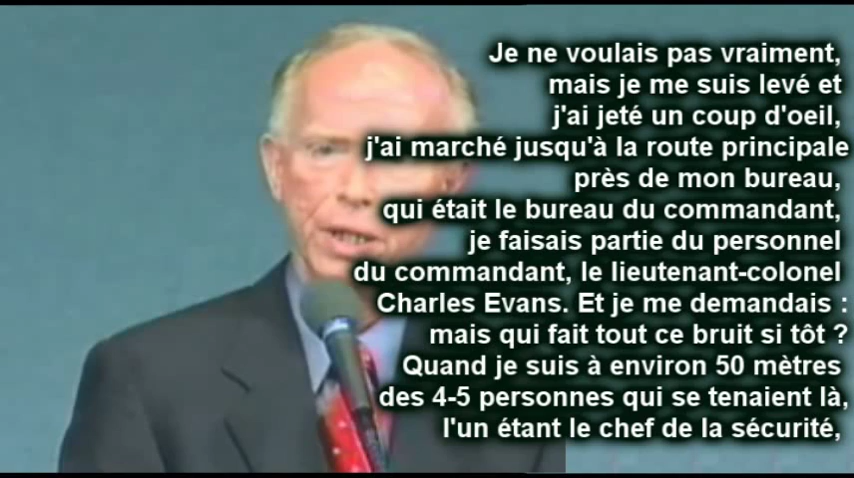 Je ne voulais pas vraiment,
mais je me suis levé et
j'ai jeté un coup d'oeil,
j'ai marché jusqu'à la route principale
près de mon bureau,
qui était le bureau du commandant,
je faisais partie du personnel
du commandant, le lieutenant-colonel
Charles Evans. Et je me demandais :
mais qui fait tout ce bruit si tôt ?
Quand je suis à environ 50 mètres
des 4-5 personnes qui se tenaient là,
l'un étant le chef de la sécurité,